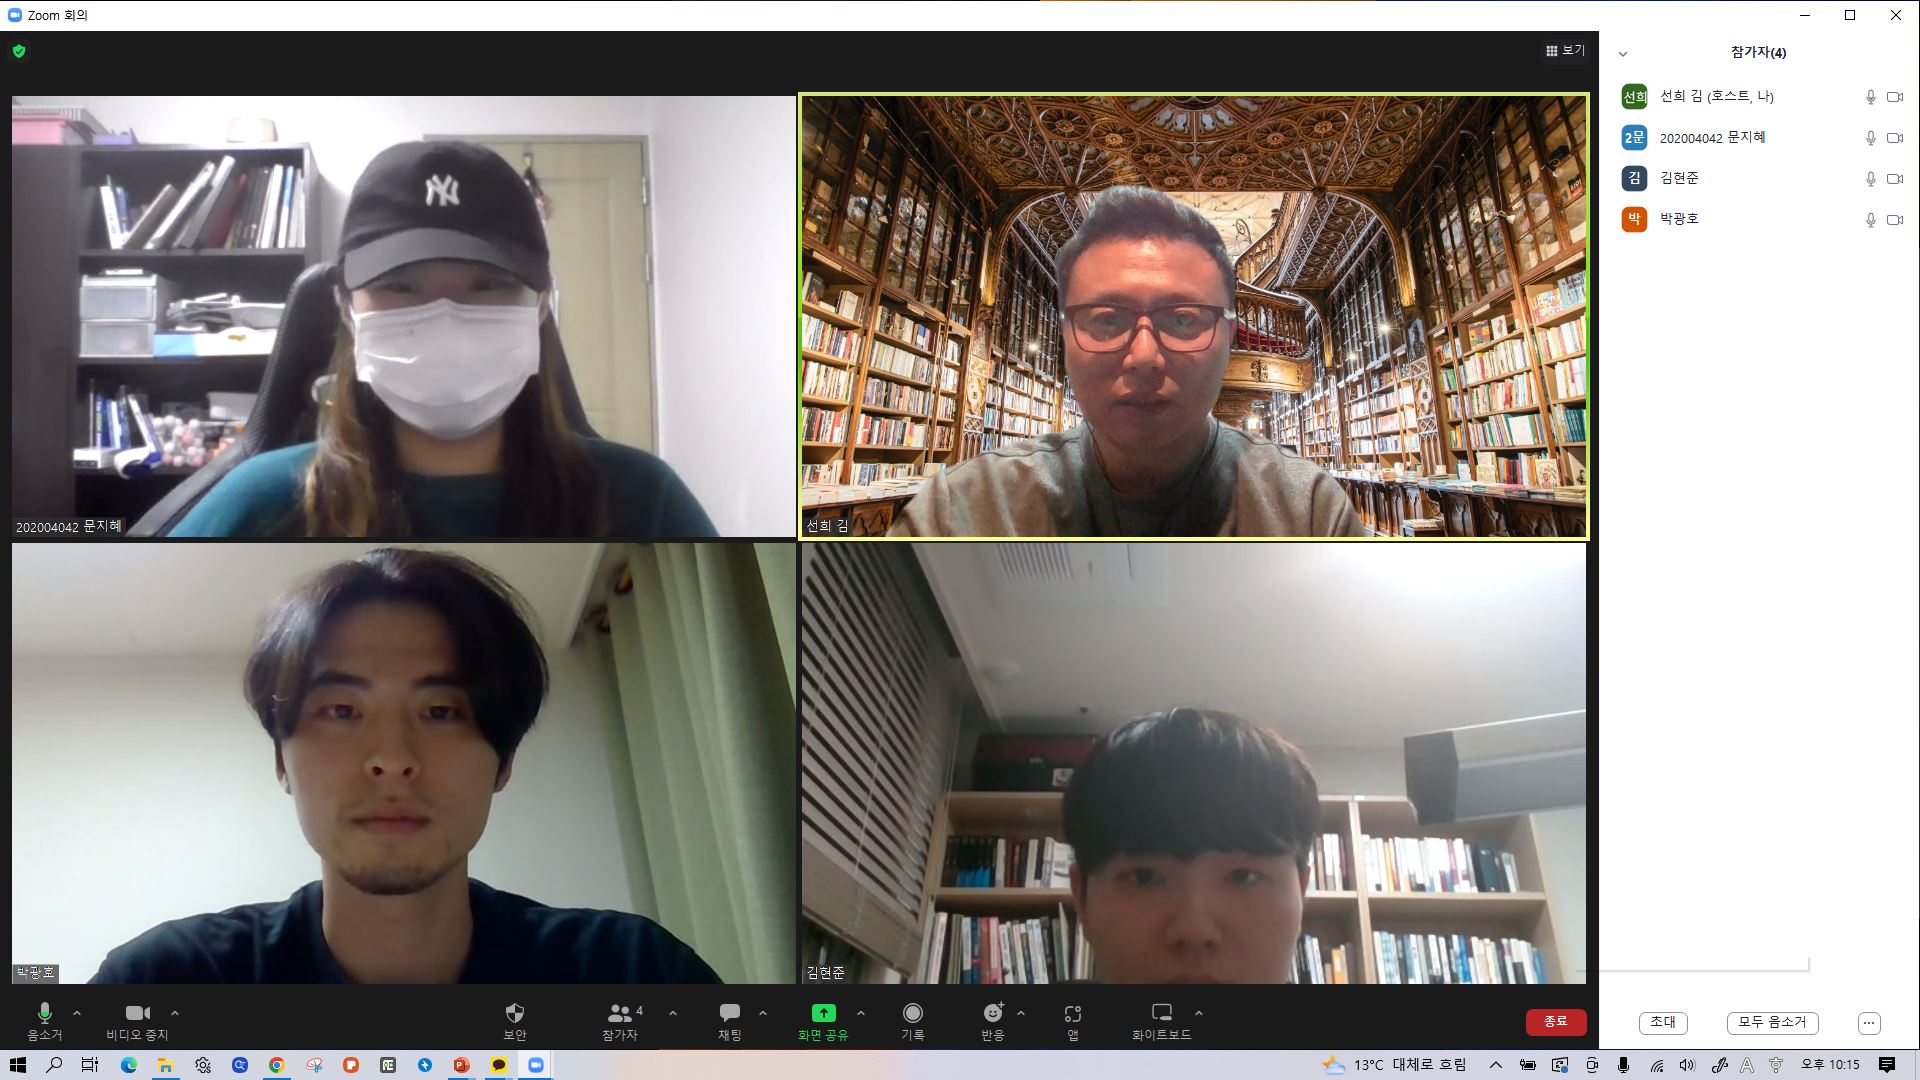 Zoom 회의
보기
참가자(4)
선희 선희 김 (호스트, 나)
2문 202004042 문지혜
김 김현준
박 박광호
NY
202004042 문지혜
선희 김
박광호
김현준
음소거
비디오 중지
보안
4
참가자
채팅
화면 공유
기록
반응
앱
화이트보드
종료
초대
모두 음소거
13°C 대체로 흐림
A
오후 10:15